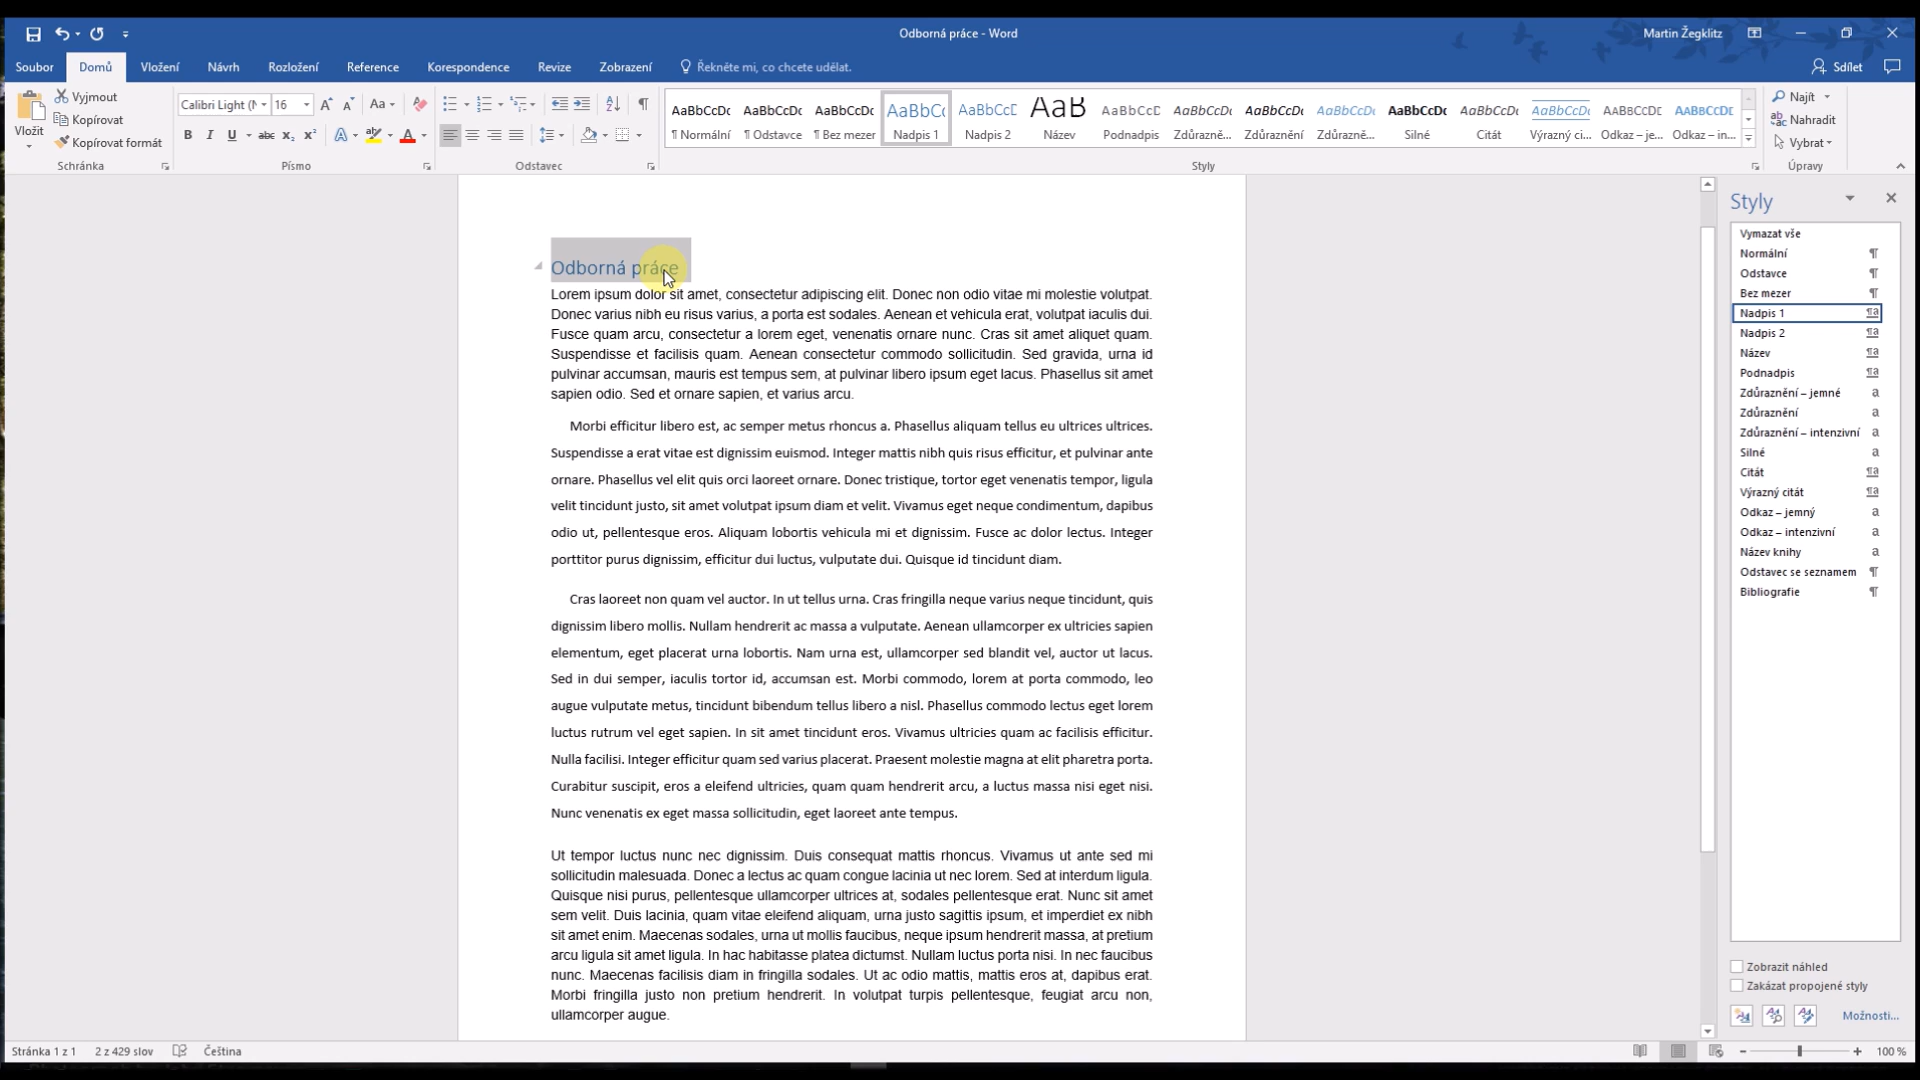 Odborná práce - Word
Martin Žegklitz
Soubor
Domů
Vložení
Návrh
Rozložení
Reference
Korespondence
Revize
Zobrazení
Řekněte mi, co chcete udělat.
Sdílet
Vložit
Vyjmout
Kopírovat
Kopírovat formát
Schránka
Calibri Light (N
16
Písmo
Odstavec
AaBbCcDc
¶ Normální
AaBbCcDc
¶ Odstavce
AaBbCcDc
¶ Bez mezer
AaBbCc
Nadpis 1
AaBbCcD
Nadpis 2
AaB
Název
AaBbCcD
Podnadpis
AaBbCcDc
Zdůrazně...
AaBbCcDc
Zdůraznění
AaBbCcDc
Zdůrazně...
AaBbCcDc
Silné
AaBbCcDc
Citát
AaBbCcDc
Výrazný ci...
AaBbCcDc
Odkaz – je...
AaBbCcDc
Odkaz – in...
Styly
Najít
Nahradit
Vybrat
Úpravy
Odborná práce
Lorem ipsum dolor sit amet, consectetur adipiscing elit. Donec non odio vitae mi molestie volutpat.
Donec varius nibh eu risus varius, a porta est sodales. Aenean et vehicula erat, volutpat iaculis dui.
Fusce quam arcu, consectetur a lorem eget, venenatis ornare nunc. Cras sit amet aliquet quam.
Suspendisse et facilisis quam. Aenean consectetur commodo sollicitudin. Sed gravida, urna id
pulvinar accumsan, mauris est tempus sem, at pulvinar libero ipsum eget lacus. Phasellus sit amet
sapien odio. Sed et ornare sapien, et varius arcu.
Morbi efficitur libero est, ac semper metus rhoncus a. Phasellus aliquam tellus eu ultrices ultrices.
Suspendisse a erat vitae est dignissim euismod. Integer mattis nibh quis risus efficitur, et pulvinar ante
ornare. Phasellus vel elit quis orci laoreet ornare. Donec tristique, tortor eget venenatis tempor, ligula
velit tincidunt justo, sit amet volutpat ipsum diam et velit. Vivamus eget neque condimentum, dapibus
odio ut, pellentesque eros. Aliquam lobortis vehicula mi et dignissim. Fusce ac dolor lectus. Integer
porttitor purus dignissim, efficitur dui luctus, vulputate dui. Quisque id tincidunt diam.
Cras laoreet non quam vel auctor. In ut tellus urna. Cras fringilla neque varius neque tincidunt, quis
dignissim libero mollis. Nullam hendrerit ac massa a vulputate. Aenean ullamcorper ex ultricies sapien
elementum, eget placerat urna lobortis. Nam urna est, ullamcorper sed blandit vel, auctor ut lacus.
Sed in dui semper, iaculis tortor id, accumsan est. Morbi commodo, lorem at porta commodo, leo
augue vulputate metus, tincidunt bibendum tellus libero a nisl. Phasellus commodo lectus eget lorem
luctus rutrum vel eget sapien. In sit amet tincidunt eros. Vivamus ultricies quam ac facilisis efficitur.
Nulla facilisi. Integer efficitur quam sed varius placerat. Praesent molestie magna at elit pharetra porta.
Curabitur suscipit, eros a eleifend ultricies, quam quam hendrerit arcu, a luctus massa nisi eget nisi.
Nunc venenatis ex eget massa sollicitudin, eget laoreet ante tempus.
Ut tempor luctus nunc nec dignissim. Duis consequat mattis rhoncus. Vivamus ut ante sed mi
sollicitudin malesuada. Donec a lectus ac quam congue lacinia ut nec lorem. Sed at interdum ligula.
Quisque nisi purus, pellentesque ullamcorper ultrices at, sodales pellentesque erat. Nunc sit amet
sem velit. Duis lacinia, quam vitae eleifend aliquam, urna justo sagittis ipsum, et imperdiet ex nibh
sit amet enim. Maecenas sodales, urna ut mollis faucibus, neque ipsum hendrerit massa, at pretium
arcu ligula sit amet ligula. In hac habitasse platea dictumst. Nullam luctus porta nisi. In nec faucibus
nunc. Maecenas facilisis diam in fringilla sodales. Ut ac odio mattis, mattis eros at, dapibus erat.
Morbi fringilla justo non pretium hendrerit. In volutpat turpis pellentesque, feugiat arcu non,
ullamcorper augue.
Styly
Vymazat vše
Normální
Odstavce
Bez mezer
Nadpis 1
Nadpis 2
Název
Podnadpis
Zdůraznění – jemné
Zdůraznění
Zdůraznění – intenzivní
Silné
Citát
Výrazný citát
Odkaz – jemný
Odkaz – intenzivní
Název knihy
Odstavec se seznamem
Bibliografie
Zobrazit náhled
Zakázat propojené styly
Možnosti...
Stránka 1 z 1
2 z 429 slov
Čeština
100 %